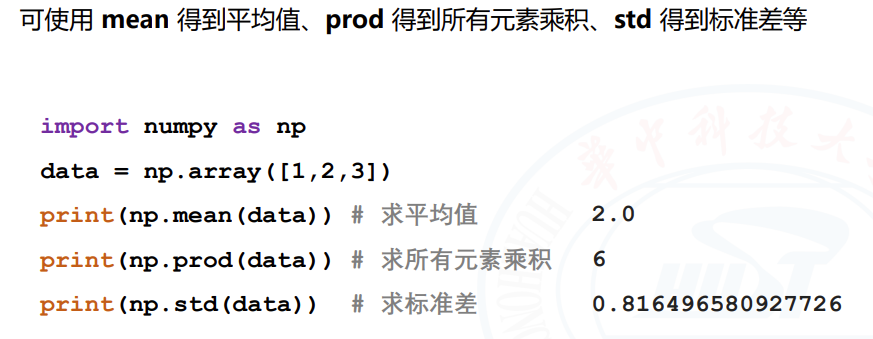 可使用 mean 得到平均值、prod 得到所有元素乘积、std 得到标准差等
import numpy as np
data = np.array([1,2,3])
print(np.mean(data)) # 求平均值 2.0
print(np.prod(data)) # 求所有元素乘积 6
print(np.std(data)) # 求标准差 0.816496580927726
华中科技大